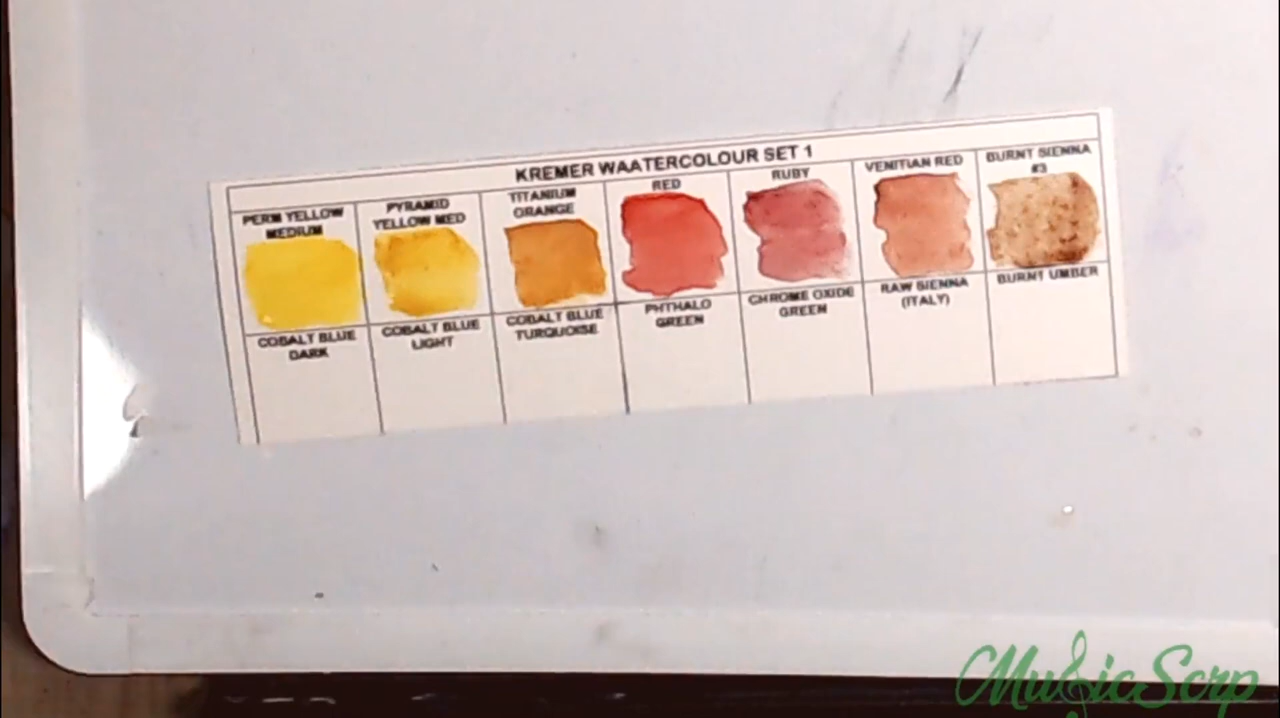 KREMER WAATERCOLOUR SET 1
PERM YELLOW
MEDIUM
PYRAMID
YELLOW MED
TITANIUM
ORANGE
RED
RUBY
VENITIAN RED
BURNT SIENNA
#3
COBALT BLUE
DARK
COBALT BLUE
LIGHT
COBALT BLUE
TURQUOISE
PHTHALO
GREEN
CHROME OXIDE
GREEN
RAW SIENNA
(ITALY)
BURNT UMBER
MusicScrp